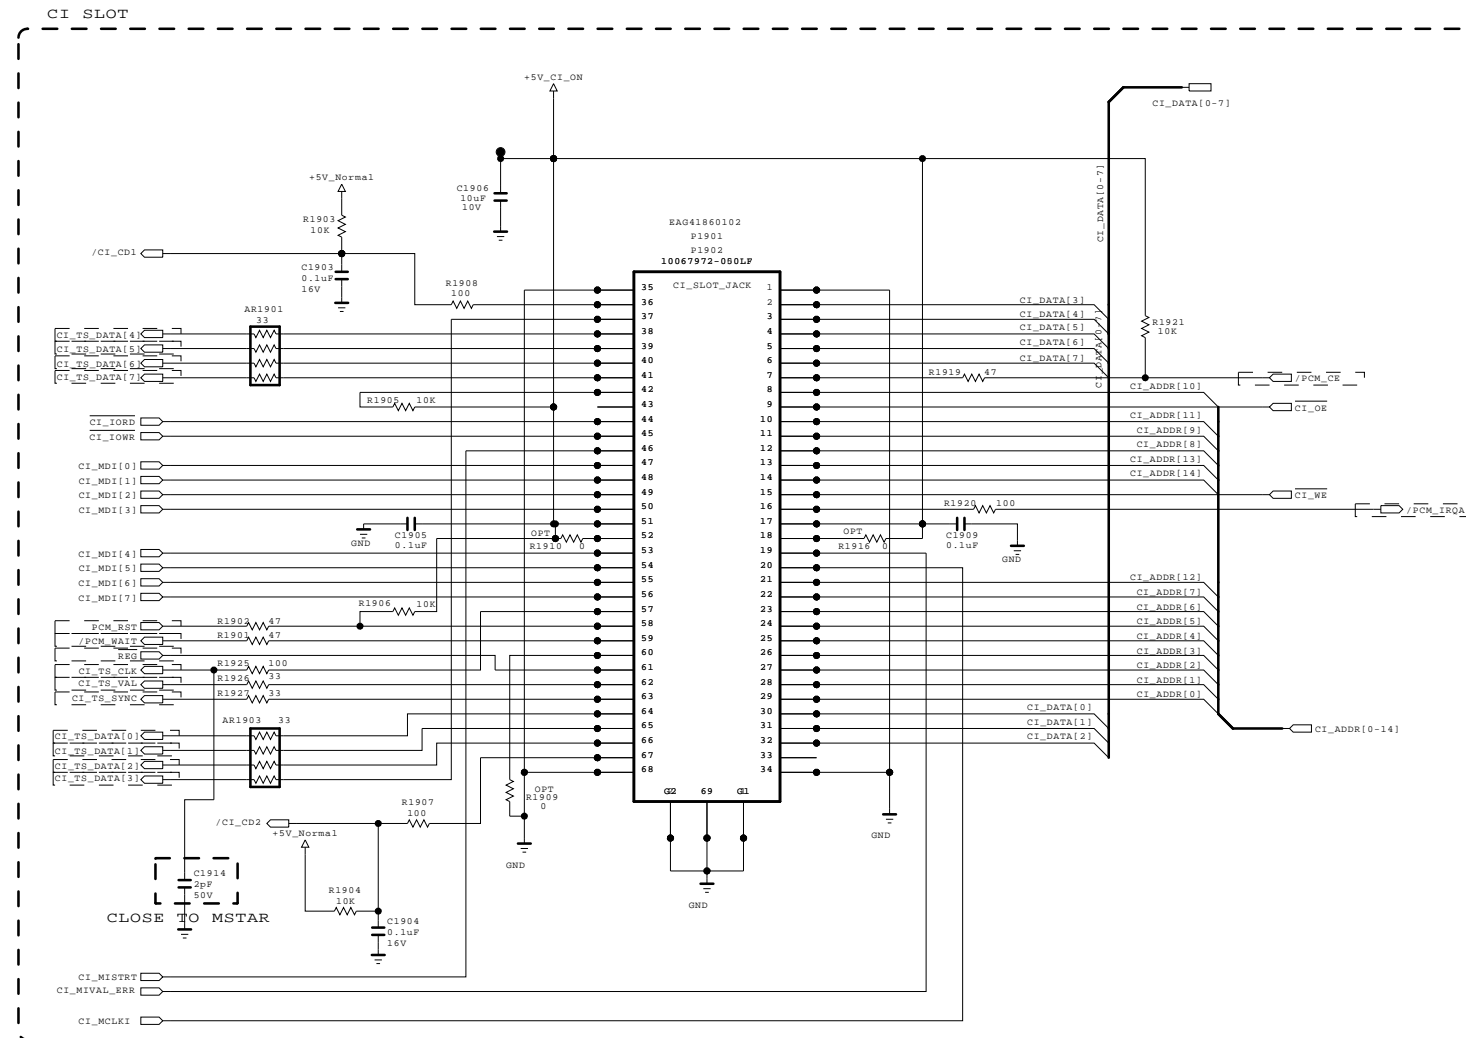 CI SLOT
+5V_CI_ON
CI_DATA[0-7]
CI_DATA[0-7]
CI_DATA[0-7]
+5V_Normal
C1906
10uF
10V
R1903
10K
EAG41860102
P1901
P1902
10067972-050LF
CI_SLOT_JACK
/CI_CD1
C1903
0.1uF
16V
R1908
100
AR1901
33
CI_TS_DATA[4]
CI_TS_DATA[5]
CI_TS_DATA[6]
CI_TS_DATA[7]
R1905 10K
CI_IORD
CI_IOWR
CI_MDI[0]
CI_MDI[1]
CI_MDI[2]
CI_MDI[3]
GND
C1905
0.1uF
OPT
R1910 0
CI_MDI[4]
CI_MDI[5]
CI_MDI[6]
CI_MDI[7]
R1906 10K
PCM_RST
R1902 47
/PCM_WAIT
R1901 47
REG
CI_TS_CLK
R1925 100
CI_TS_VAL
R1926 33
CI_TS_SYNC
R1927 33
AR1903 33
CI_TS_DATA[0]
CI_TS_DATA[1]
CI_TS_DATA[2]
CI_TS_DATA[3]
35 1
36 2
37 3
38 4
39 5
40 6
41 7
42 8
43 9
44 10
45 11
46 12
47 13
48 14
49 15
50 16
51 17
52 18
53 19
54 20
55 21
56 22
57 23
58 24
59 25
60 26
61 27
62 28
63 29
64 30
65 31
66 32
67 33
68 34
G2 69 G1
CI_DATA[3]
CI_DATA[4]
CI_DATA[5]
CI_DATA[6]
CI_DATA[7]
R1921
10K
R1919 47
/PCM_CE
CI_ADDR[10]
CI_OE
CI_ADDR[11]
CI_ADDR[9]
CI_ADDR[8]
CI_ADDR[13]
CI_ADDR[14]
CI_WE
R1920 100
/PCM_IRQA
OPT
R1916 0
C1909
0.1uF
GND
CI_ADDR[12]
CI_ADDR[7]
CI_ADDR[6]
CI_ADDR[5]
CI_ADDR[4]
CI_ADDR[3]
CI_ADDR[2]
CI_ADDR[1]
CI_ADDR[0]
CI_DATA[0]
CI_DATA[1]
CI_DATA[2]
CI_ADDR[0-14]
OPT
R1909
0
R1907
100
/CI_CD2
+5V_Normal
GND
GND
GND
C1914
2pF
50V
CLOSE TO MSTAR
R1904
10K
C1904
0.1uF
16V
CI_MISTRT
CI_MIVAL_ERR
CI_MCLKI